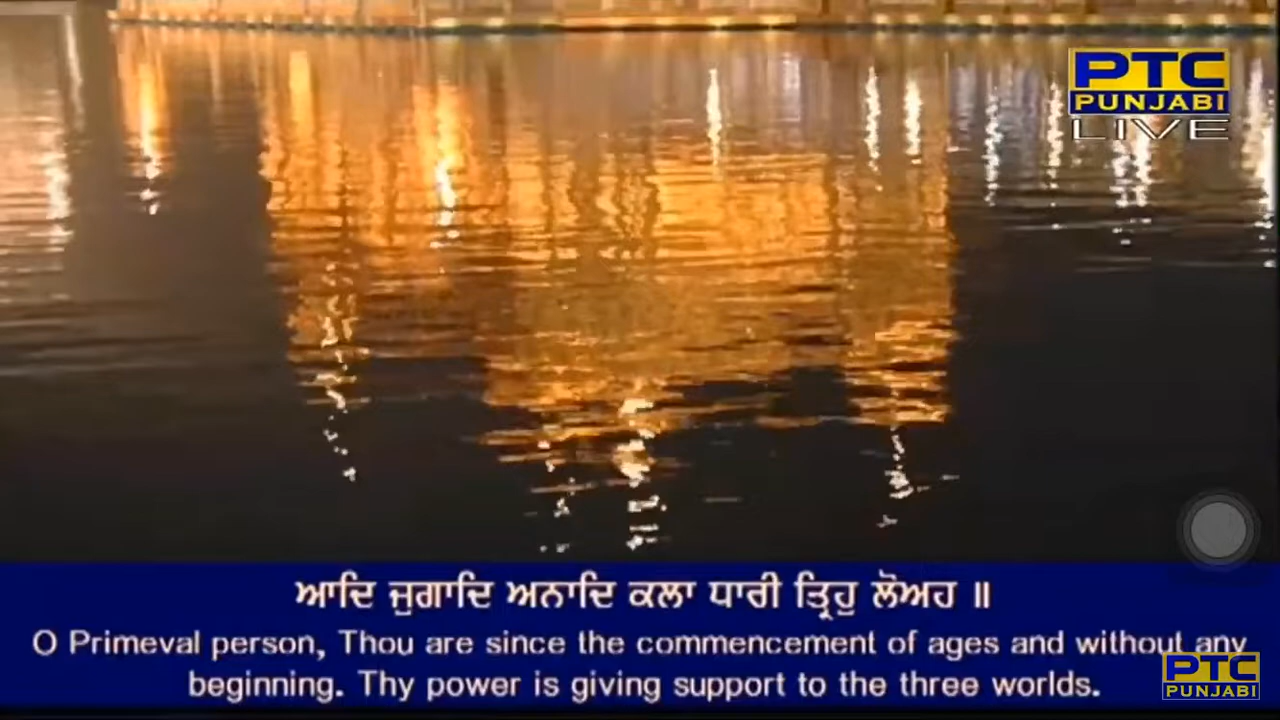 PTC
PUNJABI
LIVE
ਆਦਿ ਜੁਗਾਦਿ ਅਨਾਦਿ ਕਲਾ ਧਾਰੀ ਤ੍ਰਿਹੁ ਲੋਅਹ ॥
O Primeval person, Thou are since the commencement of ages and without any
beginning. Thy power is giving support to the three worlds.
PTC
PUNJABI